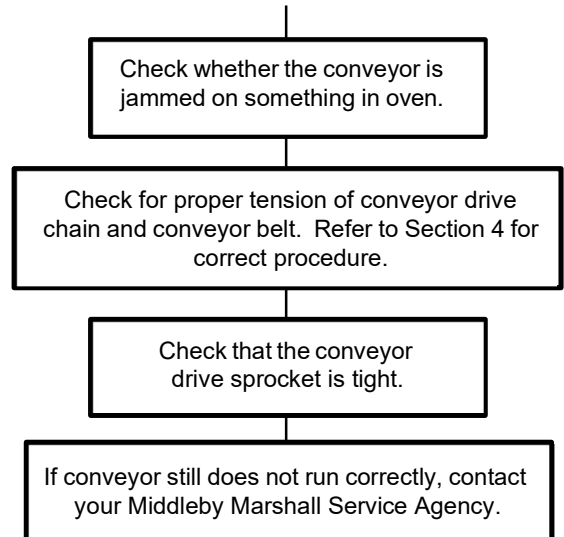 Check whether the conveyor is
jammed on something in oven.
Check for proper tension of conveyor drive
chain and conveyor belt.  Refer to Section 4 for
correct procedure.
Check that the conveyor
drive sprocket is tight.
If conveyor still does not run correctly, contact
your Middleby Marshall Service Agency.